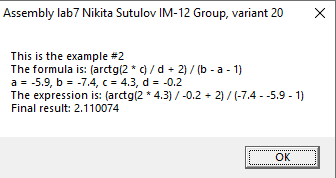 Assembly lab7 Nikita Sutulov IM-12 Group, variant 20
This is the example #2
The formula is: (arctg(2 * c) / d + 2) / (b - a - 1)
a = -5.9, b = -7.4, c = 4.3, d = -0.2
The expression is: (arctg(2 * 4.3) / -0.2 + 2) / (-7.4 - -5.9 - 1)
Final result: 2.110074
OK